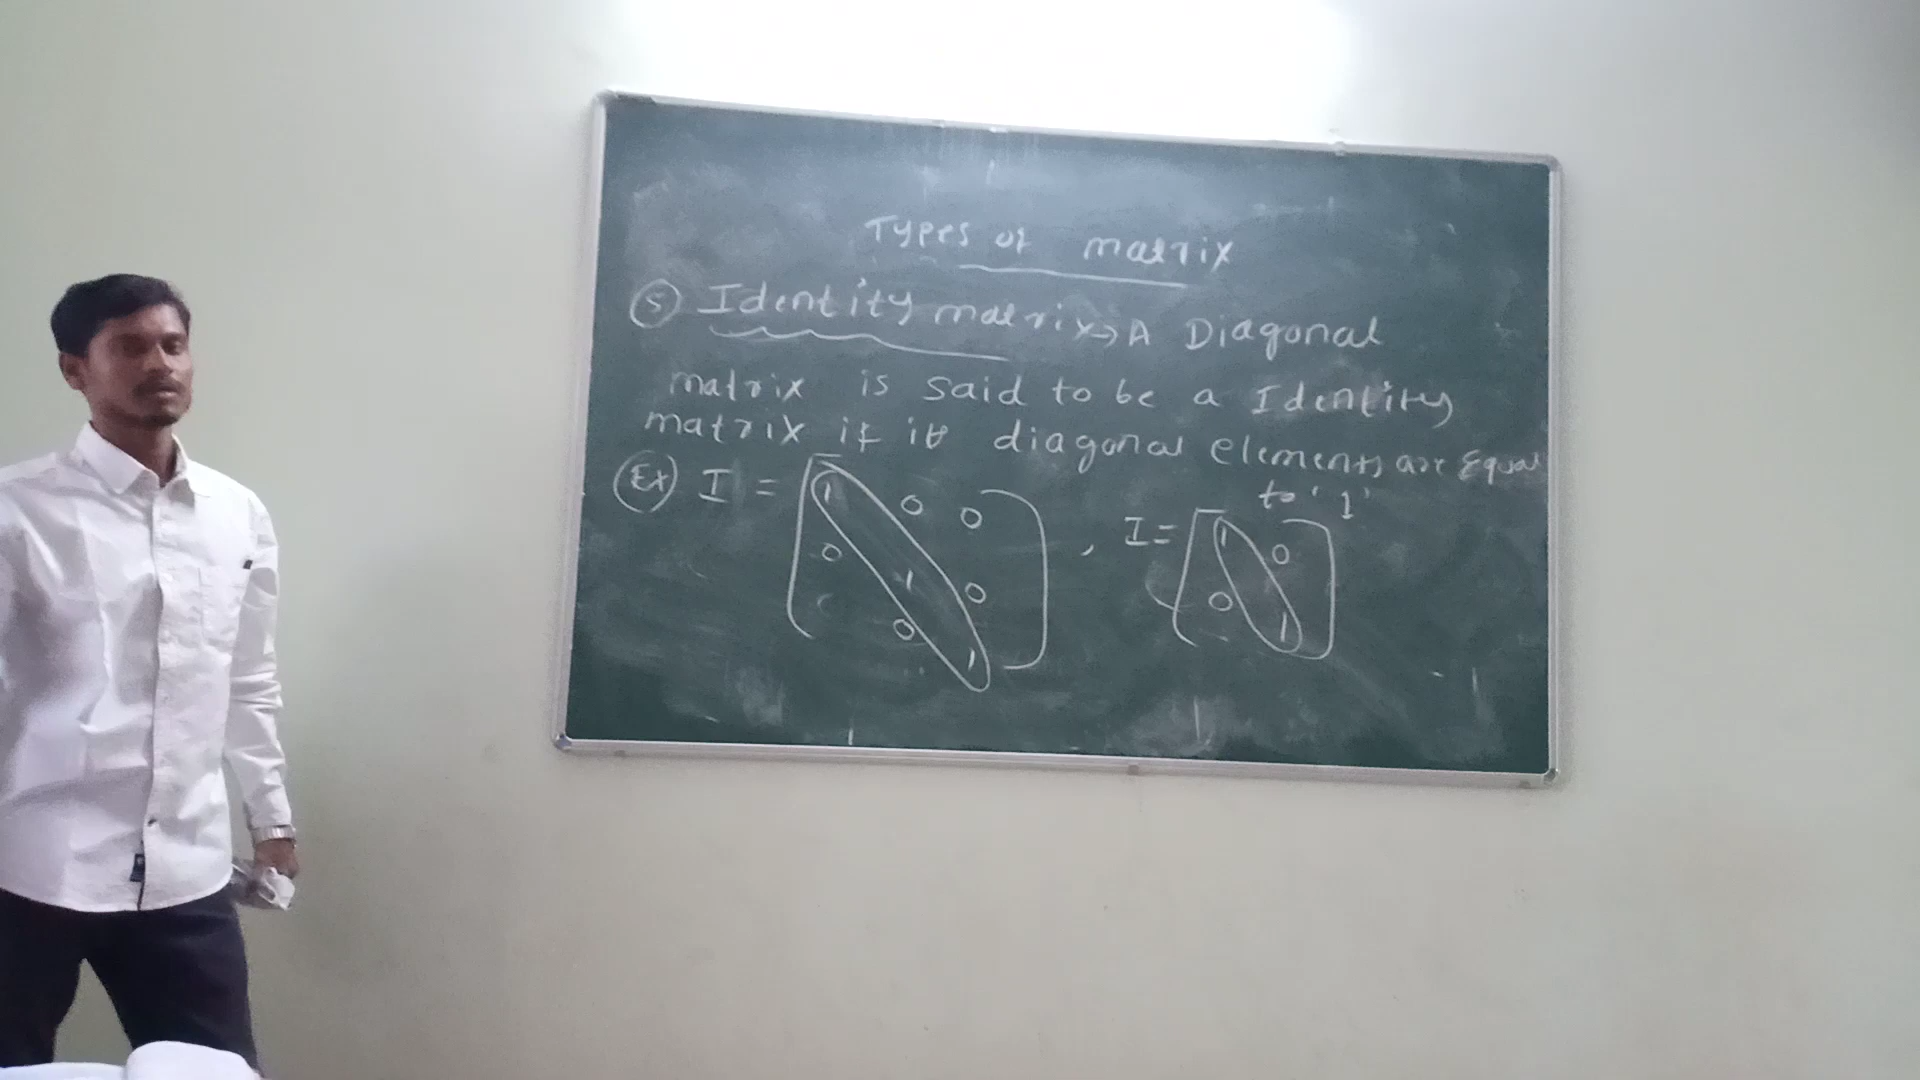 Types of matrix
(5) Identity matrix → A Diagonal
matrix is said to be a Identity
matrix if it diagonal elements are Equal
to '1'
(Ex) I = [1 0 0 , I = [1 0
0 1 0 0 1]
0 1]